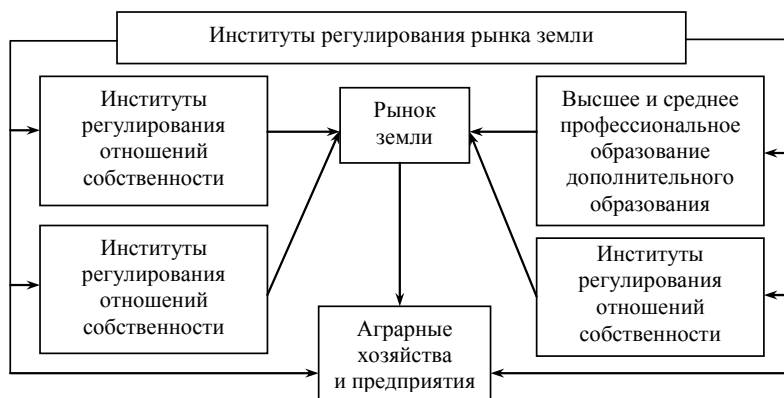 Институты регулирования рынка земли
Институты
регулирования
отношений
собственности
Рынок
земли
Высшее и среднее
профессиональное
образование
дополнительного
образования
Институты
регулирования
отношений
собственности
Институты
регулирования
отношений
собственности
Аграрные
хозяйства
и предприятия